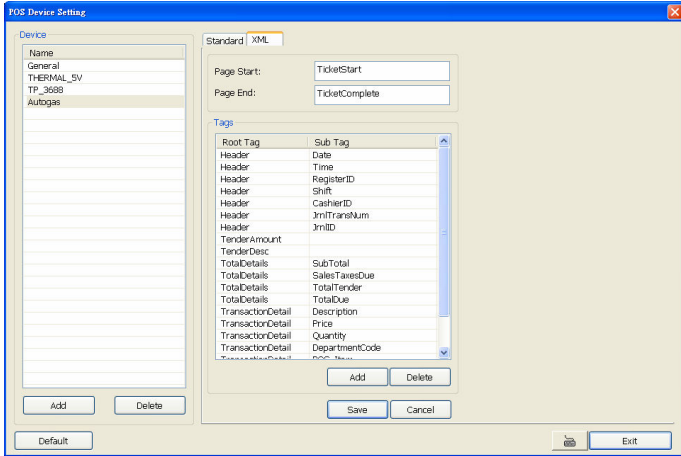 POS Device Setting
Device
Name
General
THERMAL_5V
TP_3688
Autogas
Add Delete
Default
Standard XML
Page Start: TicketStart
Page End: TicketComplete
Tags
Root Tag Sub Tag
Header Date
Header Time
Header RegisterID
Header Shift
Header CashierID
Header JrnlTransNum
Header JrnlID
TenderAmount
TenderDesc
TotalDetails SubTotal
TotalDetails SalesTaxesDue
TotalDetails TotalTender
TotalDetails TotalDue
TransactionDetail Description
TransactionDetail Price
TransactionDetail Quantity
TransactionDetail DepartmentCode
Add Delete
Save Cancel
Exit